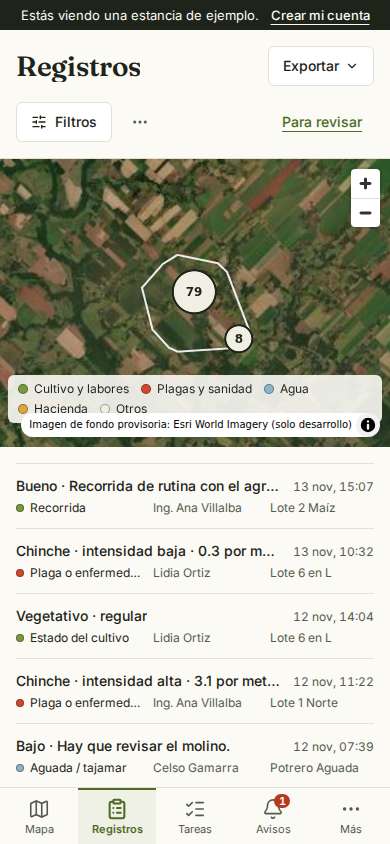 Estás viendo una estancia de ejemplo. Crear mi cuenta
Registros
Exportar
Filtros
Para revisar
79
8
Cultivo y labores Plagas y sanidad Agua
Hacienda Otros
Imagen de fondo provisoria: Esri World Imagery (solo desarrollo)
Bueno · Recorrida de rutina con el agr... 13 nov, 15:07
Recorrida Ing. Ana Villalba Lote 2 Maíz
Chinche · intensidad baja · 0.3 por m... 13 nov, 10:32
Plaga o enfermed... Lidia Ortiz Lote 6 en L
Vegetativo · regular 12 nov, 14:04
Estado del cultivo Lidia Ortiz Lote 6 en L
Chinche · intensidad alta · 3.1 por met... 12 nov, 11:22
Plaga o enfermed... Ing. Ana Villalba Lote 1 Norte
Bajo · Hay que revisar el molino. 12 nov, 07:39
Aguada / tajamar Celso Gamarra Potrero Aguada
1
Mapa Registros Tareas Avisos Más